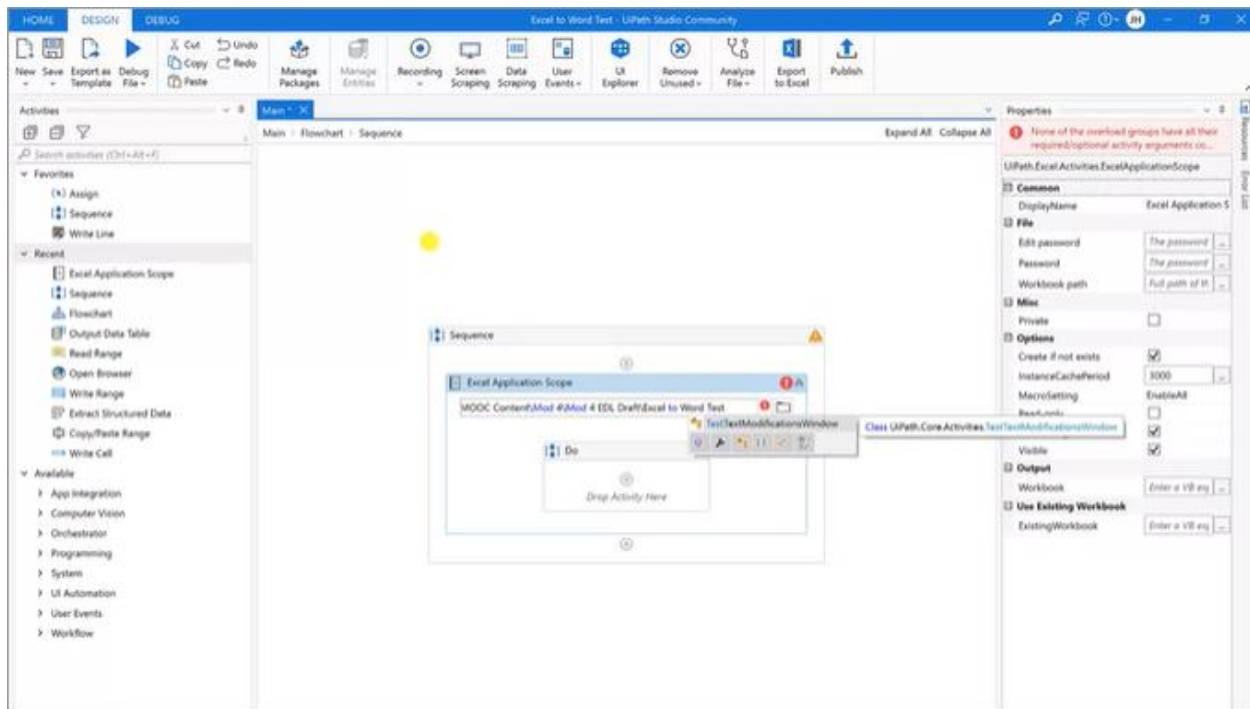 HOME DESIGN DEBUG Excel to Word Test - UiPath Studio Community JH
Cut Undo
Copy Redo
Paste
New Save Export as Template Debug File Manage Packages Manage Entities Recording Screen Scraping Data Scraping User Events UI Explorer Remove Unused Analyze File Export to Excel Publish
Activities
Search activities (Ctrl+Alt+F)
Favorites
Assign
Sequence
Write Line
Recent
Excel Application Scope
Sequence
Flowchart
Output Data Table
Read Range
Open Browser
Write Range
Extract Structured Data
Copy/Paste Range
Write Cell
Available
App Integration
Computer Vision
Orchestrator
Programming
System
UI Automation
User Events
Workflow
Main *
Main Flowchart Sequence Expand All Collapse All
Sequence
Excel Application Scope
MOOC Content\Mod 4\Mod 4 EDL Draft\Excel to Word Test
TestTextModificationsWindow
Class UiPath.Core.Activities.TestTextModificationsWindow
Do
Drop Activity Here
Properties
None of the overload groups have all their
required/optional activity arguments co...
UiPath.Excel.Activities.ExcelApplicationScope
Common
DisplayName Excel Application S
File
Edit password The password
Password The password
Workbook path Full path of th
Misc
Private
Options
Create if not exists
InstanceCachePeriod 3000
MacroSetting EnableAll
Read-only
Visible
Output
Workbook Enter a VB ex
Use Existing Workbook
ExistingWorkbook Enter a VB ex
Resources
Error List